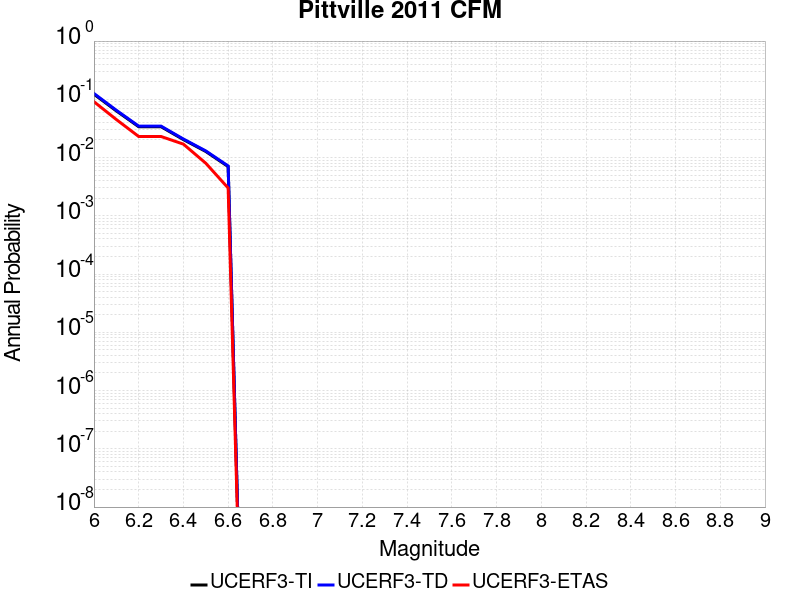 Pittville 2011 CFM
10^0
10^-1
10^-2
10^-3
10^-4
10^-5
10^-6
10^-7
10^-8
Annual Probability
6 6.2 6.4 6.6 6.8 7 7.2 7.4 7.6 7.8 8 8.2 8.4 8.6 8.8 9
Magnitude
UCERF3-TI UCERF3-TD UCERF3-ETAS